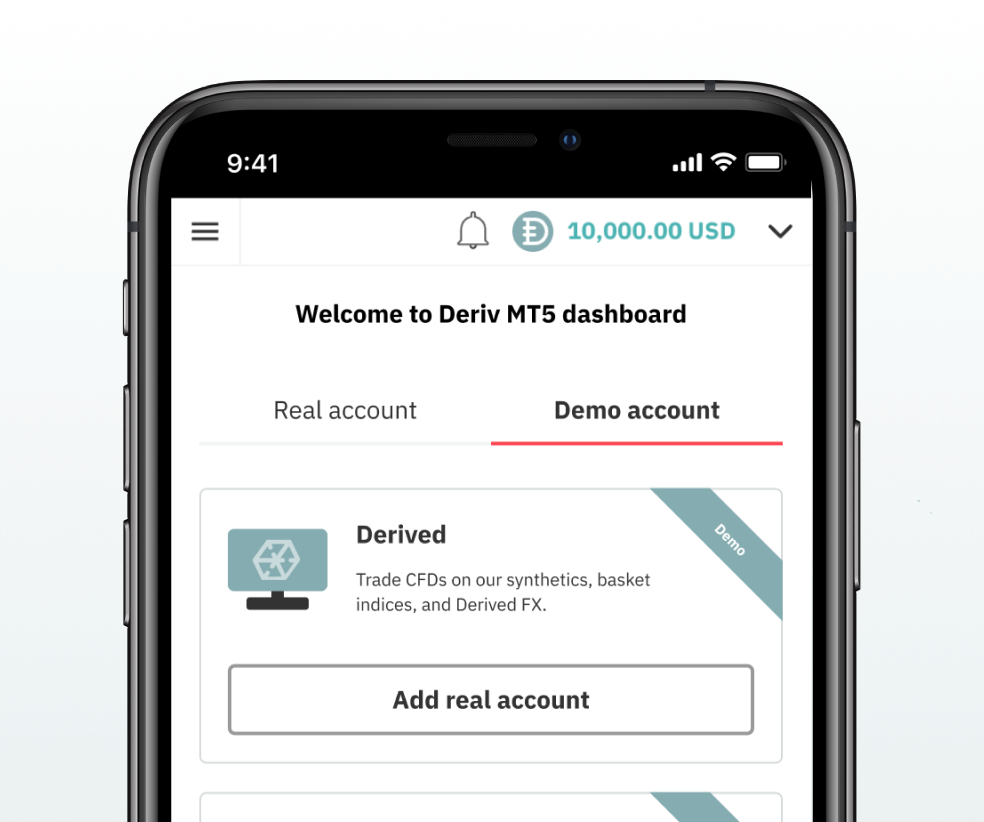 9:41
10,000.00 USD
Welcome to Deriv MT5 dashboard
Real account
Demo account
Derived
Demo
Trade CFDs on our synthetics, basket
indices, and Derived FX.
Add real account